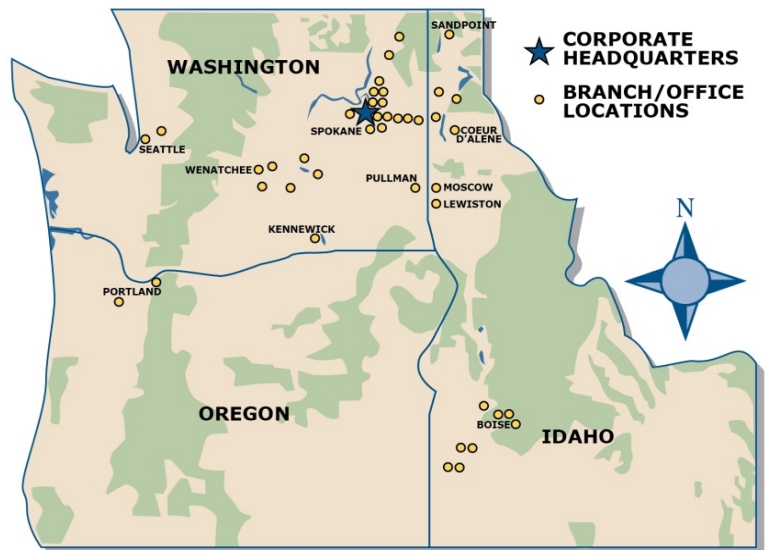 SANDPOINT
CORPORATE
HEADQUARTERS
WASHINGTON
BRANCH/OFFICE
LOCATIONS
SPOKANE
COEUR
D'ALENE
SEATTLE
WENATCHEE
PULLMAN
MOSCOW
LEWISTON
N
KENNEWICK
PORTLAND
OREGON
BOISE
IDAHO